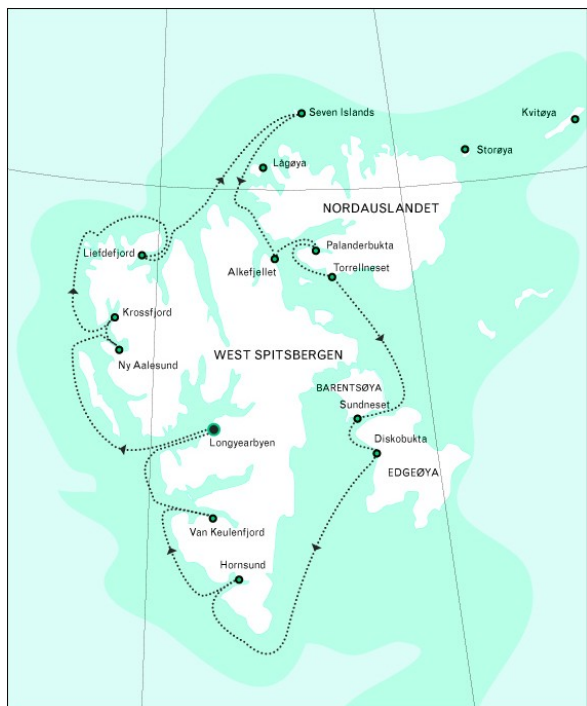 Seven Islands
Kvitøya
Storøya
Lågøya
NORDAUSLANDET
Liefdefjord
Palanderbukta
Alkefjellet
Torrellneset
Krossfjord
WEST SPITSBERGEN
Ny Aalesund
BARENTSØYA
Sundneset
Longyearbyen
Diskobukta
EDGEØYA
Van Keulenfjord
Hornsund